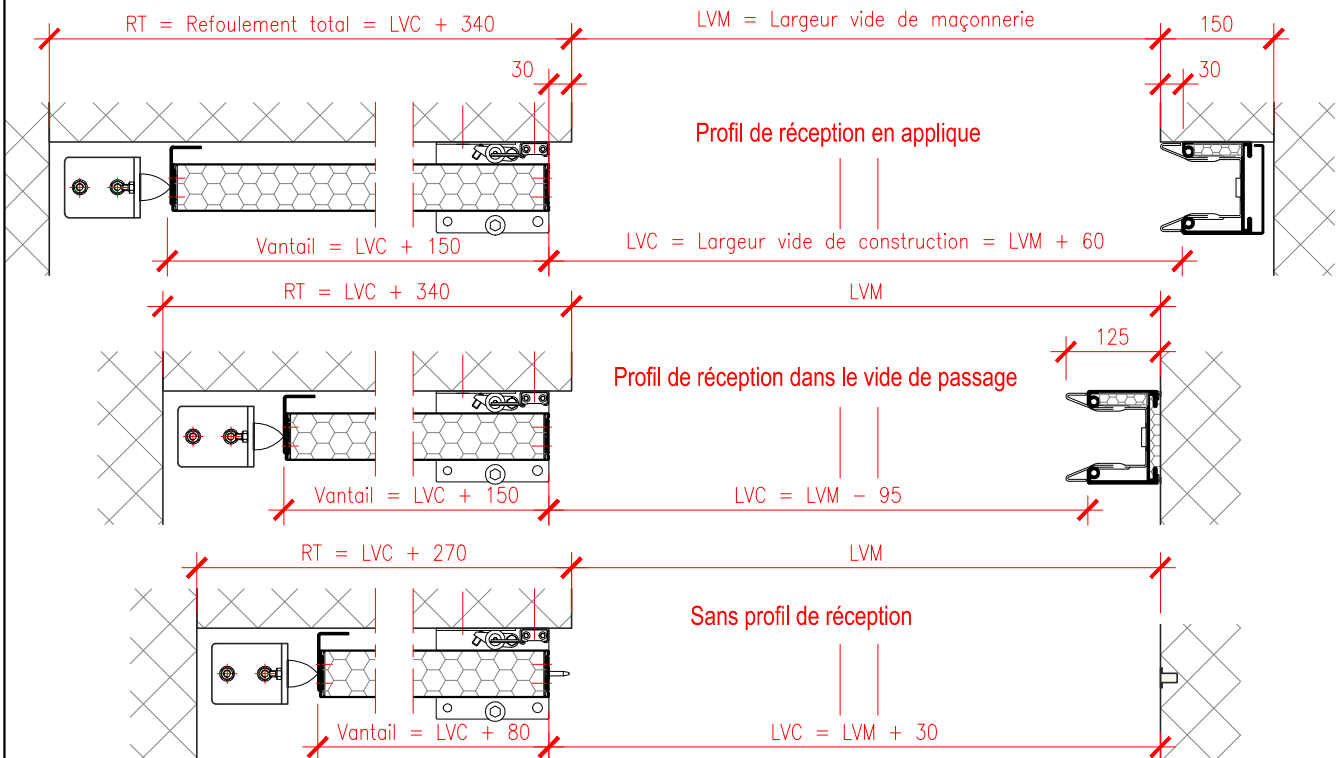 RT = Refoulement total = LVC + 340
LVM = Largeur vide de maçonnerie
150
30
30
Profil de réception en applique
Vantail = LVC + 150
LVC = Largeur vide de construction = LVM + 60
RT = LVC + 340
LVM
125
Profil de réception dans le vide de passage
Vantail = LVC + 150
LVC = LVM - 95
RT = LVC + 270
LVM
Sans profil de réception
Vantail = LVC + 80
LVC = LVM + 30